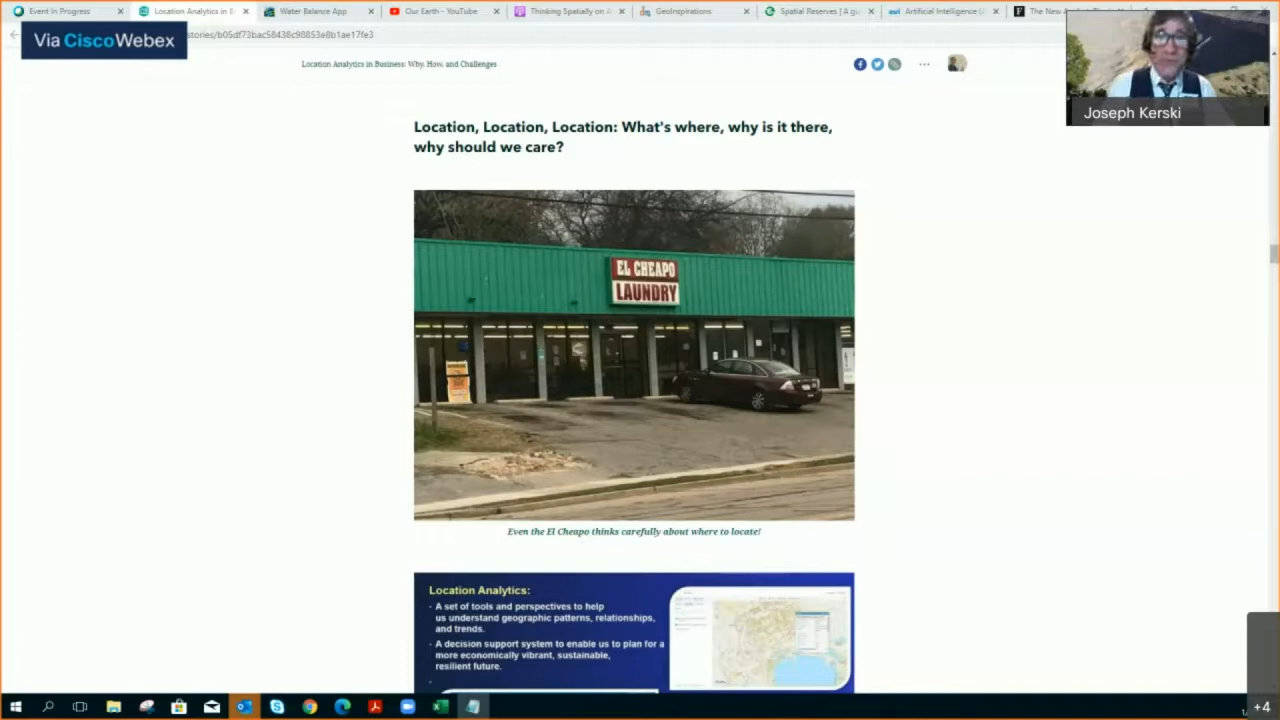 Event In Progress
Location Analytics in B
Water Balance App
Our Earth - YouTube
Thinking Spatially on A
GeoInspirations
Spatial Reserves | A gu
Artificial Intelligence (A
The New
Via CiscoWebex
tories/b05df73bac58438c98853e8b1ae17fe3
Location Analytics in Business: Why, How, and Challenges
Joseph Kerski
Location, Location, Location: What's where, why is it there,
why should we care?
EL CHEAPO
LAUNDRY
Even the El Cheapo thinks carefully about where to locate!
Location Analytics:
· A set of tools and perspectives to help
us understand geographic patterns, relationships,
and trends.
· A decision support system to enable us to plan for a
more economically vibrant, sustainable,
resilient future.
+4